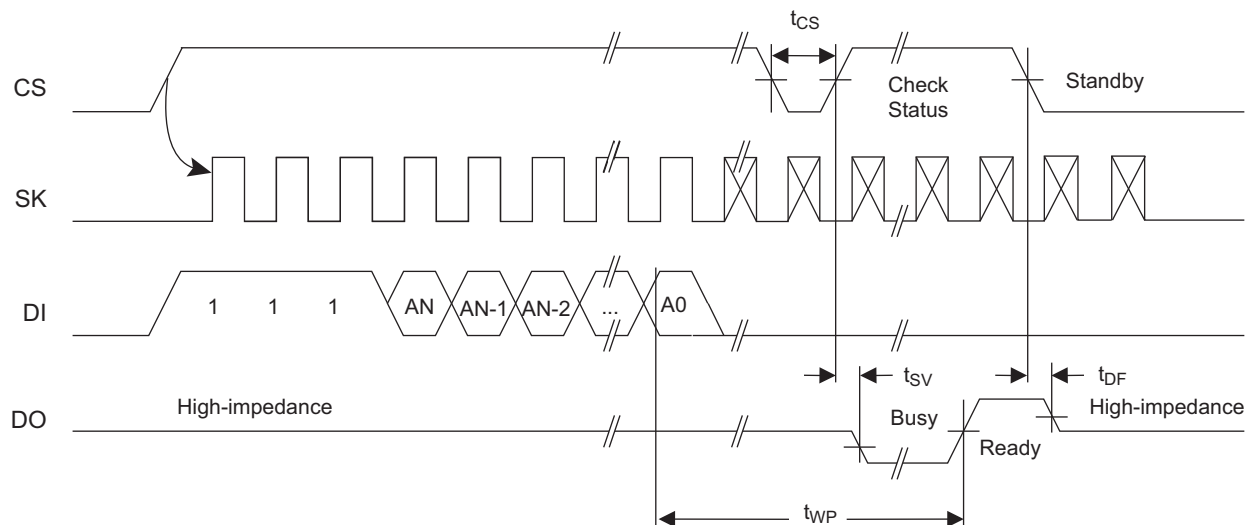 tCS
CS
Check
Status
Standby
SK
DI
1 1 1 AN AN-1 AN-2 ... A0
tSV
tDF
DO
High-impedance
Busy
Ready
High-impedance
tWP